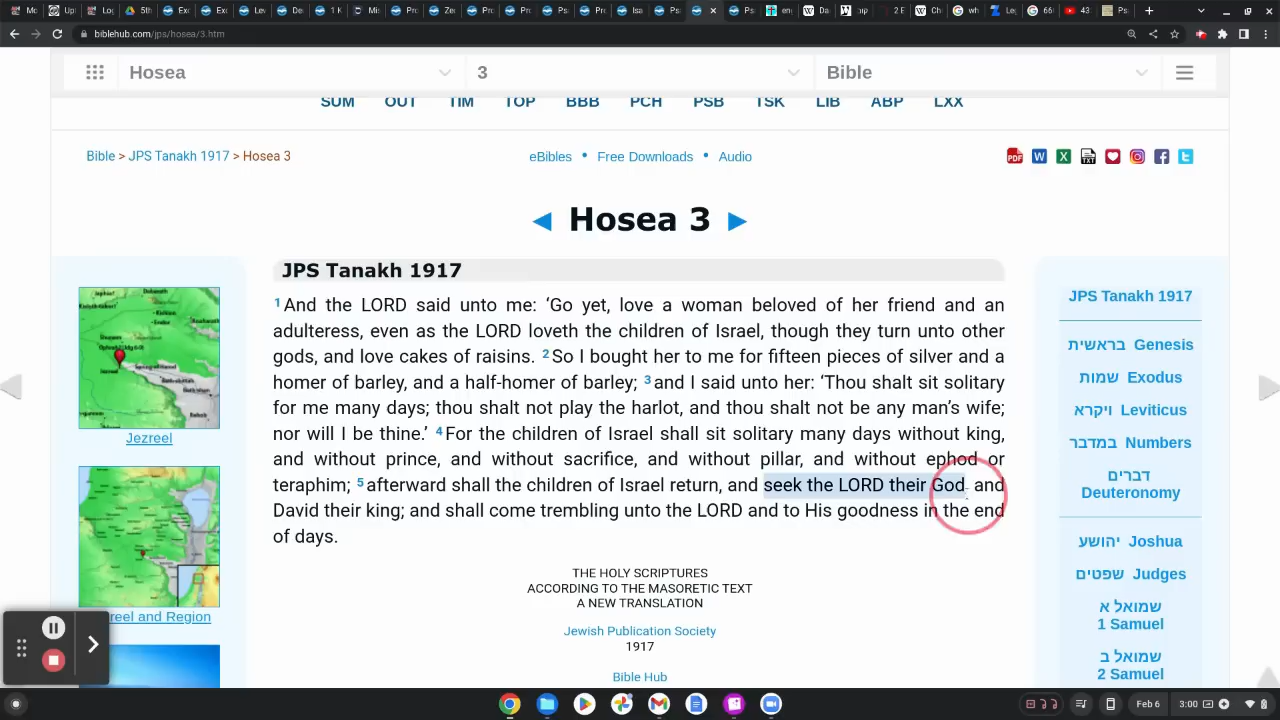 biblehub.com/jps/hosea/3.htm
Hosea 3 Bible
SUM OUT TIM TOP BBB PCH PSB TSK LIB ABP LXX
Bible > JPS Tanakh 1917 > Hosea 3
eBibles • Free Downloads • Audio
◄ Hosea 3 ►
JPS Tanakh 1917
1 And the LORD said unto me: ‘Go yet, love a woman beloved of her friend and an
adulteress, even as the LORD loveth the children of Israel, though they turn unto other
gods, and love cakes of raisins. 2 So I bought her to me for fifteen pieces of silver and a
homer of barley, and a half-homer of barley; 3 and I said unto her: ‘Thou shalt sit solitary
for me many days; thou shalt not play the harlot, and thou shalt not be any man’s wife;
nor will I be thine.’ 4 For the children of Israel shall sit solitary many days without king,
and without prince, and without sacrifice, and without pillar, and without ephod or
teraphim; 5 afterward shall the children of Israel return, and seek the LORD their God, and
David their king; and shall come trembling unto the LORD and to His goodness in the end
of days.
THE HOLY SCRIPTURES
ACCORDING TO THE MASORETIC TEXT
A NEW TRANSLATION
Jewish Publication Society
1917
Bible Hub
Jezreel
reel and Region
JPS Tanakh 1917
בראשית Genesis
שמות Exodus
ויקרא Leviticus
במדבר Numbers
דברים
Deuteronomy
יהושע Joshua
שפטים Judges
שמואל א
1 Samuel
שמואל ב
2 Samuel
Feb 6 3:00